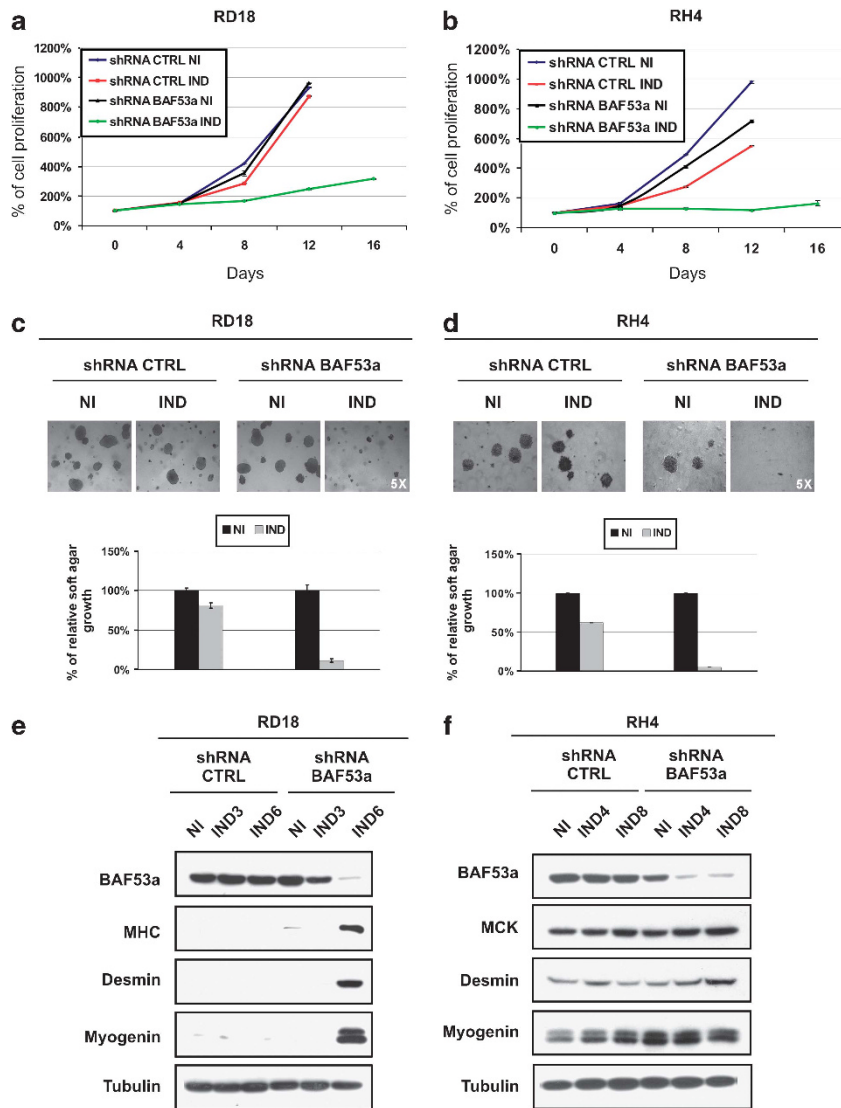 a
RD18
1200%
1000%
800%
600%
400%
200%
0%
shRNA CTRL NI
shRNA CTRL IND
shRNA BAF53a NI
shRNA BAF53a IND
% of cell proliferation
0 4 8 12 16
Days
b
RH4
1200%
1000%
800%
600%
400%
200%
0%
shRNA CTRL NI
shRNA CTRL IND
shRNA BAF53a NI
shRNA BAF53a IND
% of cell proliferation
0 4 8 12 16
Days
c
RD18
shRNA CTRL shRNA BAF53a
NI IND NI IND
5X
NI IND
150%
100%
50%
0%
% of relative soft agar
growth
d
RH4
shRNA CTRL shRNA BAF53a
NI IND NI IND
5X
NI IND
150%
100%
50%
0%
% of relative soft agar
growth
e
RD18
shRNA
CTRL
shRNA
BAF53a
NI IND3 IND6 NI IND3 IND6
BAF53a
MHC
Desmin
Myogenin
Tubulin
f
RH4
shRNA
CTRL
shRNA
BAF53a
NI IND4 IND8 NI IND4 IND8
BAF53a
MCK
Desmin
Myogenin
Tubulin